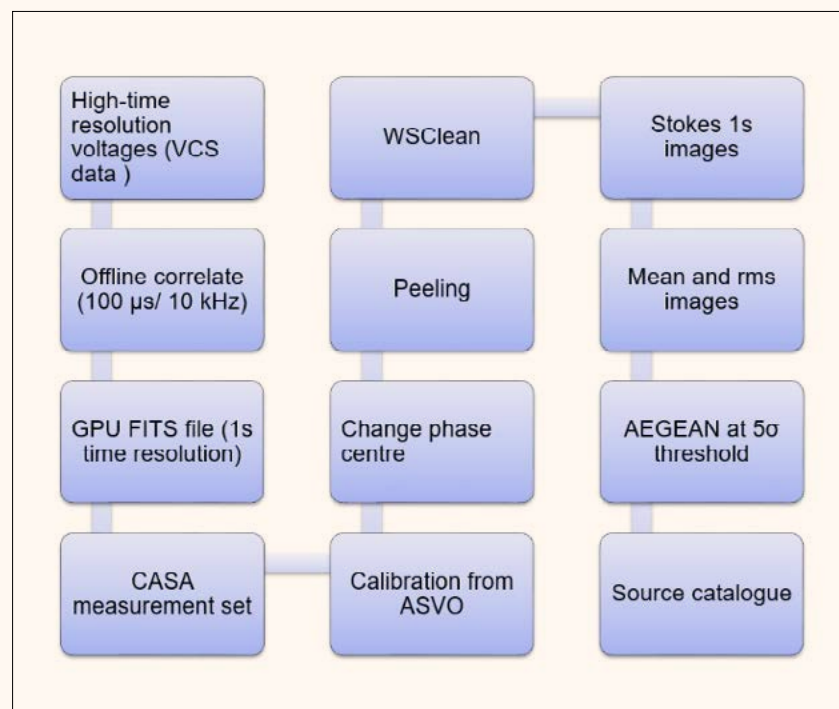 High-time
resolution
voltages (VCS
data )
Offline correlate
(100 µs/ 10 kHz)
GPU FITS file (1s
time resolution)
CASA
measurement set
Calibration from
ASVO
Change phase
centre
Peeling
WSClean
Stokes 1s
images
Mean and rms
images
AEGEAN at 5σ
threshold
Source catalogue